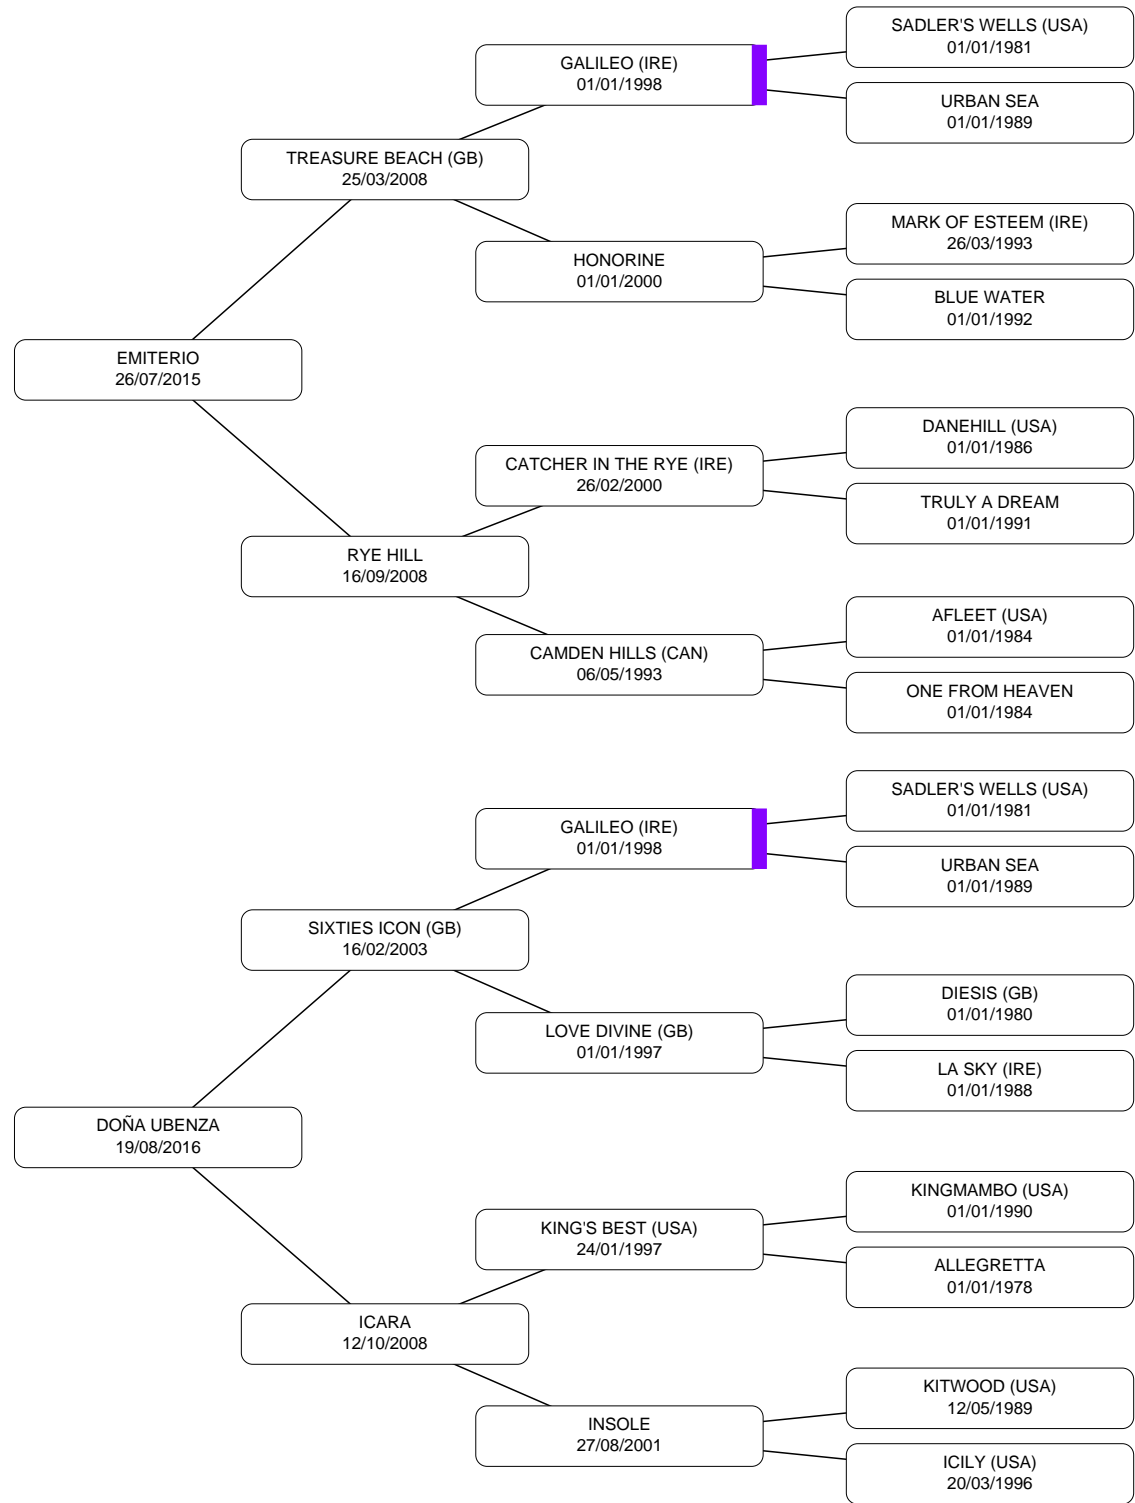 SADLER'S WELLS (USA)
01/01/1981
GALILEO (IRE)
01/01/1998
URBAN SEA
01/01/1989
TREASURE BEACH (GB)
25/03/2008
MARK OF ESTEEM (IRE)
26/03/1993
HONORINE
01/01/2000
BLUE WATER
01/01/1992
EMITERIO
26/07/2015
DANEHILL (USA)
01/01/1986
CATCHER IN THE RYE (IRE)
26/02/2000
TRULY A DREAM
01/01/1991
RYE HILL
16/09/2008
AFLEET (USA)
01/01/1984
CAMDEN HILLS (CAN)
06/05/1993
ONE FROM HEAVEN
01/01/1984
SADLER'S WELLS (USA)
01/01/1981
GALILEO (IRE)
01/01/1998
URBAN SEA
01/01/1989
SIXTIES ICON (GB)
16/02/2003
DIESIS (GB)
01/01/1980
LOVE DIVINE (GB)
01/01/1997
LA SKY (IRE)
01/01/1988
DOÑA UBENZA
19/08/2016
KINGMAMBO (USA)
01/01/1990
KING'S BEST (USA)
24/01/1997
ALLEGRETTA
01/01/1978
ICARA
12/10/2008
KITWOOD (USA)
12/05/1989
INSOLE
27/08/2001
ICILY (USA)
20/03/1996